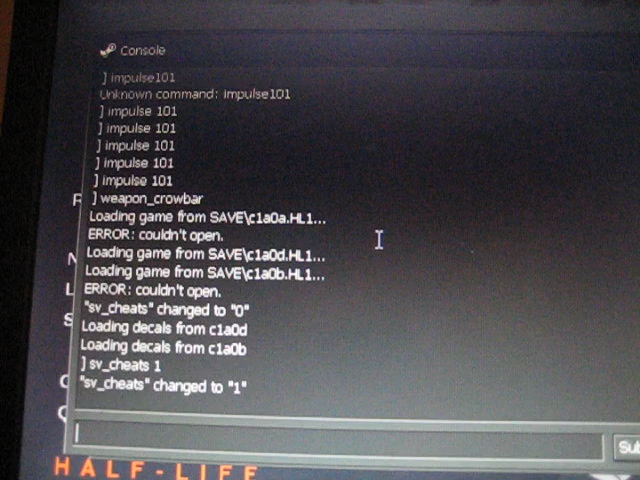 Console
] impulse101
Unknown command: impulse101
] impulse 101
] impulse 101
] impulse 101
] impulse 101
] impulse 101
] weapon_crowbar
Loading game from SAVE\c1a0a.HL1...
ERROR: couldn't open.
Loading game from SAVE\c1a0d.HL1...
Loading game from SAVE\c1a0b.HL1...
ERROR: couldn't open.
"sv_cheats" changed to "0"
Loading decals from c1a0d
Loading decals from c1a0b
] sv_cheats 1
"sv_cheats" changed to "1"
Sub
HALF-LIFE